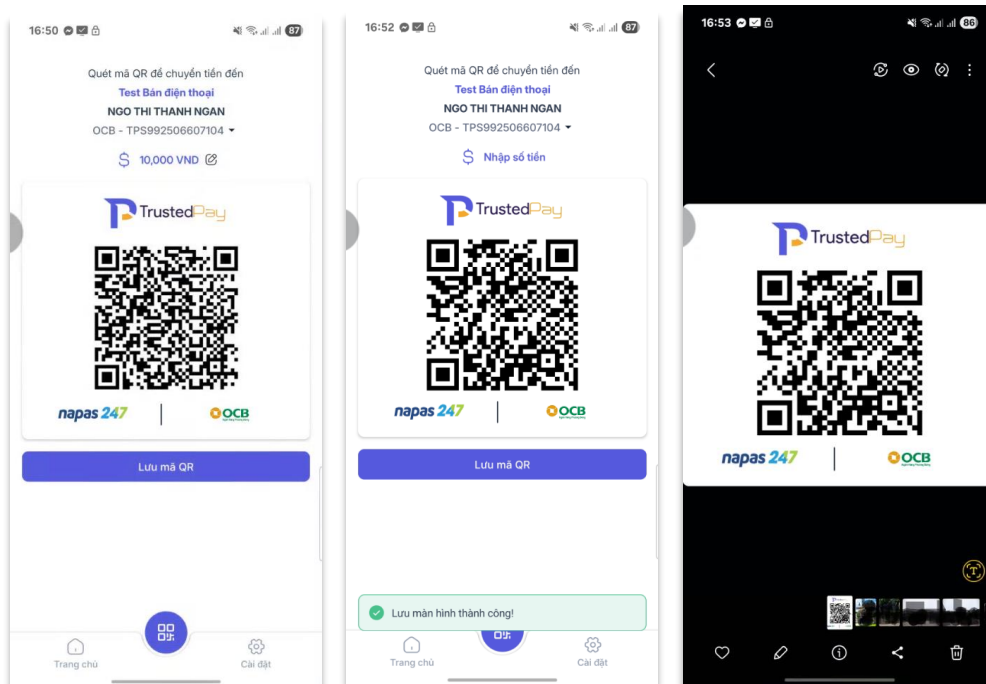 16:50
87
Quét mã QR để chuyển tiền đến
Test Bán điện thoại
NGO THI THANH NGAN
OCB - TPS992506607104
10,000 VND
TrustedPay
napas 247
OCB
Lưu mã QR
Trang chủ
Cài đặt
16:52
87
Quét mã QR để chuyển tiền đến
Test Bán điện thoại
NGO THI THANH NGAN
OCB - TPS992506607104
Nhập số tiền
TrustedPay
napas 247
OCB
Lưu mã QR
Lưu màn hình thành công!
Trang chủ
Cài đặt
16:53
86
TrustedPay
napas 247
OCB
T